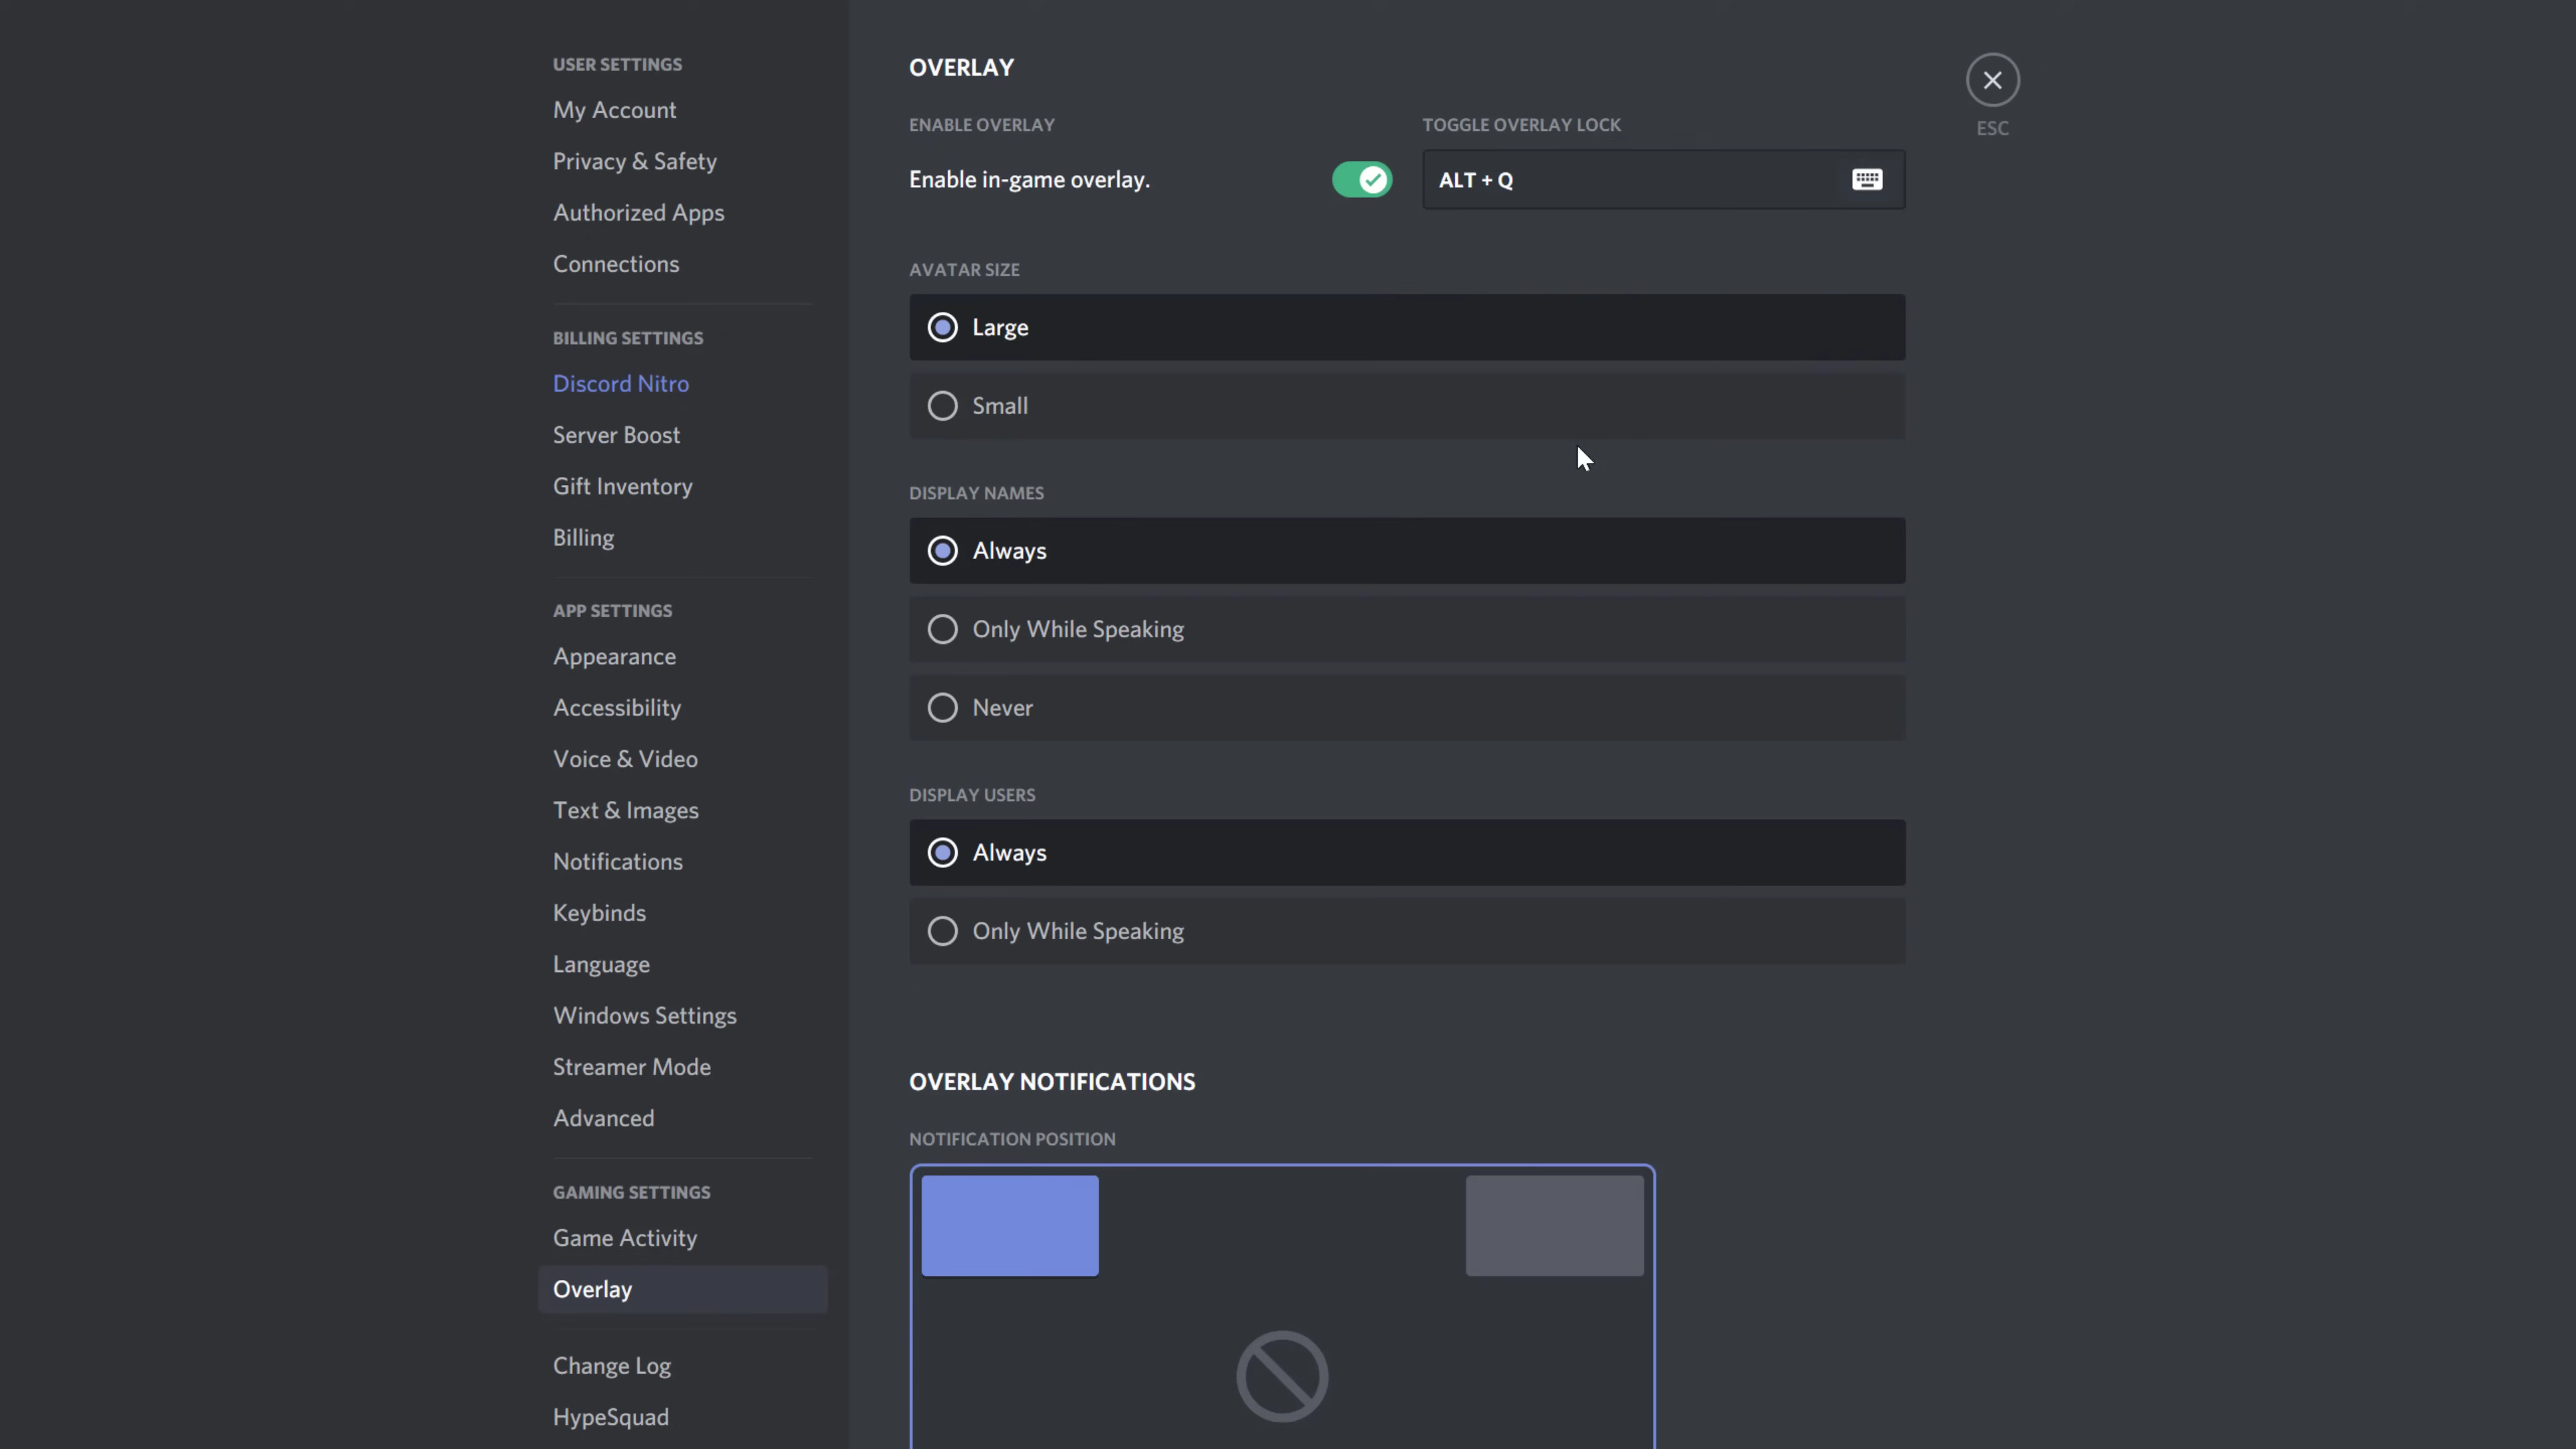 USER SETTINGS
My Account
Privacy & Safety
Authorized Apps
Connections
BILLING SETTINGS
Discord Nitro
Server Boost
Gift Inventory
Billing
APP SETTINGS
Appearance
Accessibility
Voice & Video
Text & Images
Notifications
Keybinds
Language
Windows Settings
Streamer Mode
Advanced
GAMING SETTINGS
Game Activity
Overlay
Change Log
HypeSquad
OVERLAY
ENABLE OVERLAY
Enable in-game overlay.
TOGGLE OVERLAY LOCK
ALT + Q
AVATAR SIZE
Large
Small
DISPLAY NAMES
Always
Only While Speaking
Never
DISPLAY USERS
Always
Only While Speaking
OVERLAY NOTIFICATIONS
NOTIFICATION POSITION
ESC